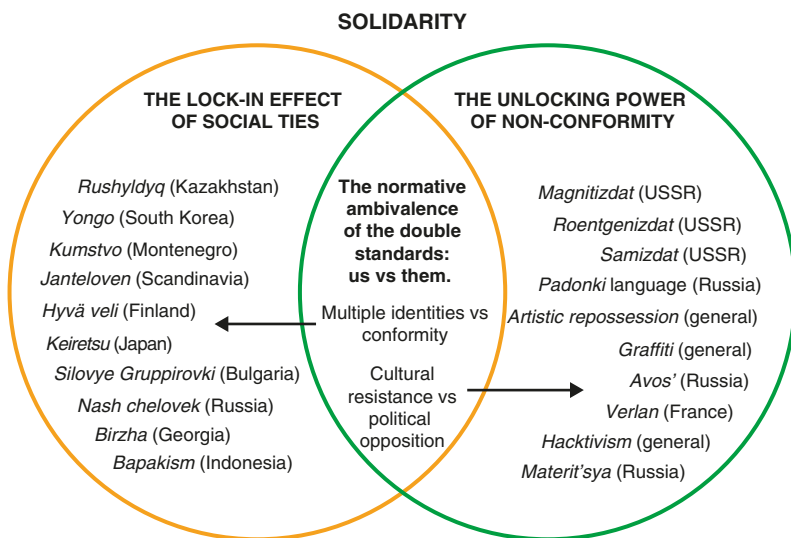 SOLIDARITY
THE LOCK-IN EFFECT
OF SOCIAL TIES
Rushyldyq (Kazakhstan)
Yongo (South Korea)
Kumstvo (Montenegro)
Janteloven (Scandinavia)
Hyvä veli (Finland)
Keiretsu (Japan)
Silovye Gruppirovki (Bulgaria)
Nash chelovek (Russia)
Birzha (Georgia)
Bapakism (Indonesia)
The normative
ambivalence
of the double
standards:
us vs them.
Multiple identities vs
conformity
Cultural
resistance vs
political
opposition
THE UNLOCKING POWER
OF NON-CONFORMITY
Magnitizdat (USSR)
Roentgenizdat (USSR)
Samizdat (USSR)
Padonki language (Russia)
Artistic repossession (general)
Graffiti (general)
Avos' (Russia)
Verlan (France)
Hacktivism (general)
Materit'sya (Russia)